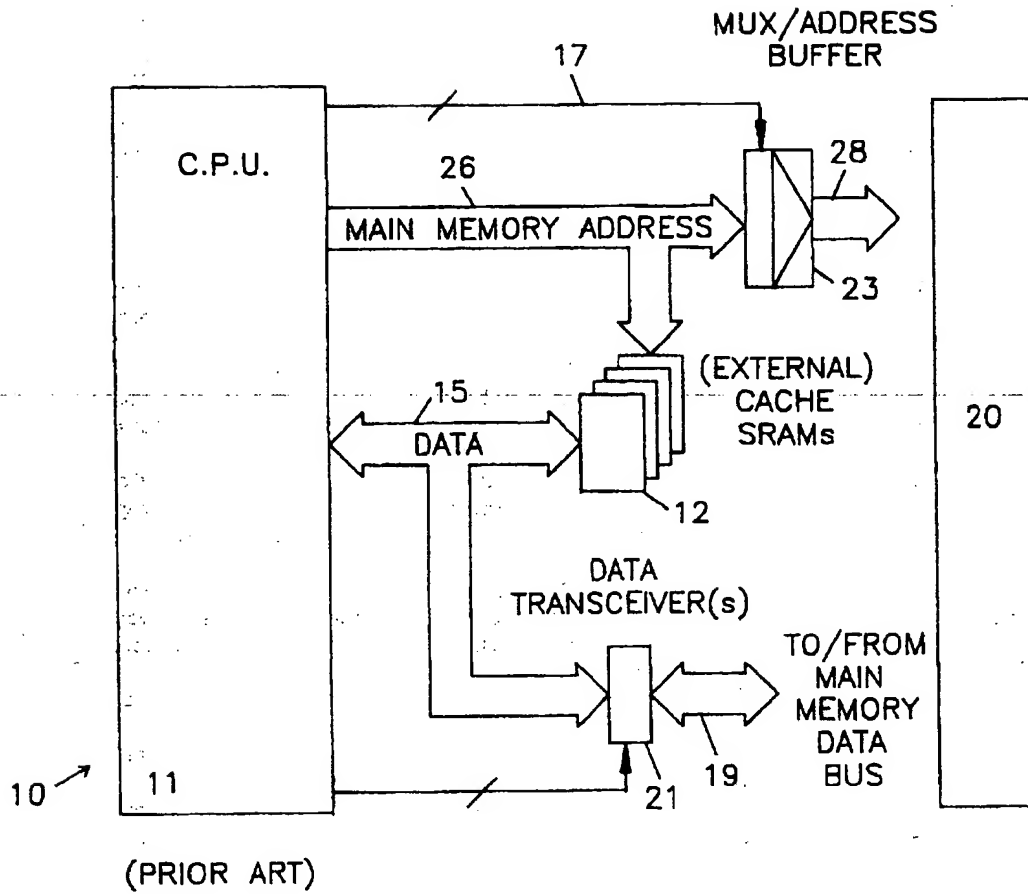 MUX/ADDRESS
BUFFER
17
C.P.U.
26
28
MAIN MEMORY ADDRESS
23
(EXTERNAL)
CACHE
SRAMs
15
DATA
20
12
DATA
TRANSCEIVER(s)
TO/FROM
MAIN
MEMORY
DATA
BUS
10
11
21
19
(PRIOR ART)